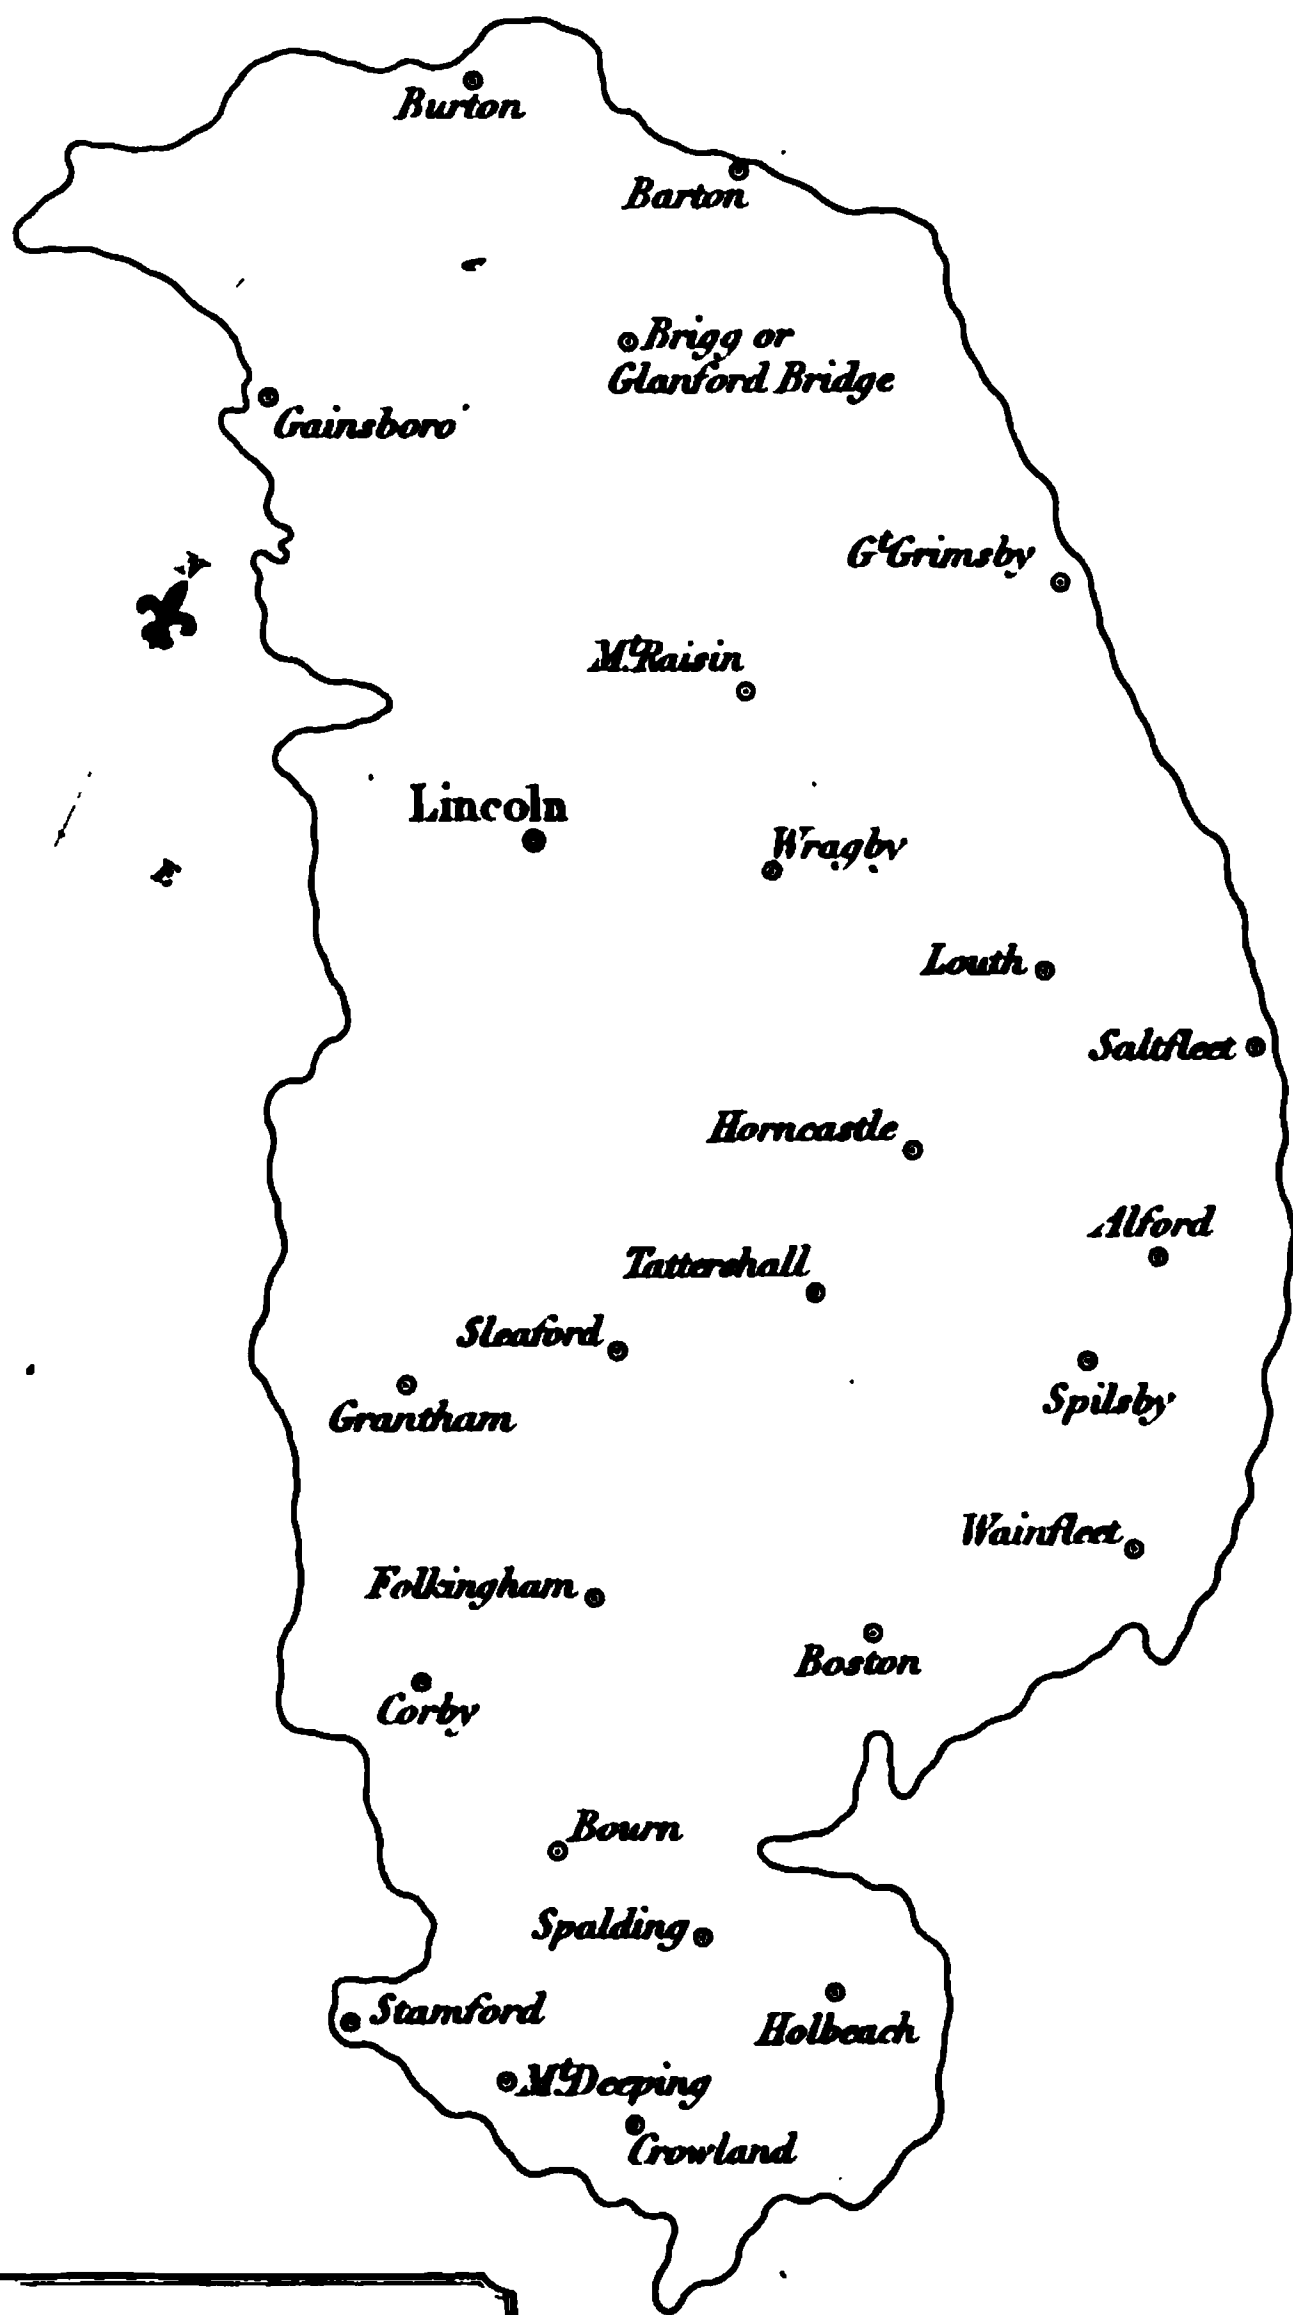 Burton
Barton
Brigg or
Glanford Bridge
Gainsboro'
Gt Grimsby
Mt. Raisin
Lincoln
Wragby
E
Louth
Saltfleet
Horncastle
Alford
Tattershall
Sleaford
Spilsby
Grantham
Wainfleet
Folkingham
Boston
Corby
Bourn
Spalding
Stamford
Holbeach
Mt Deeping
Crowland